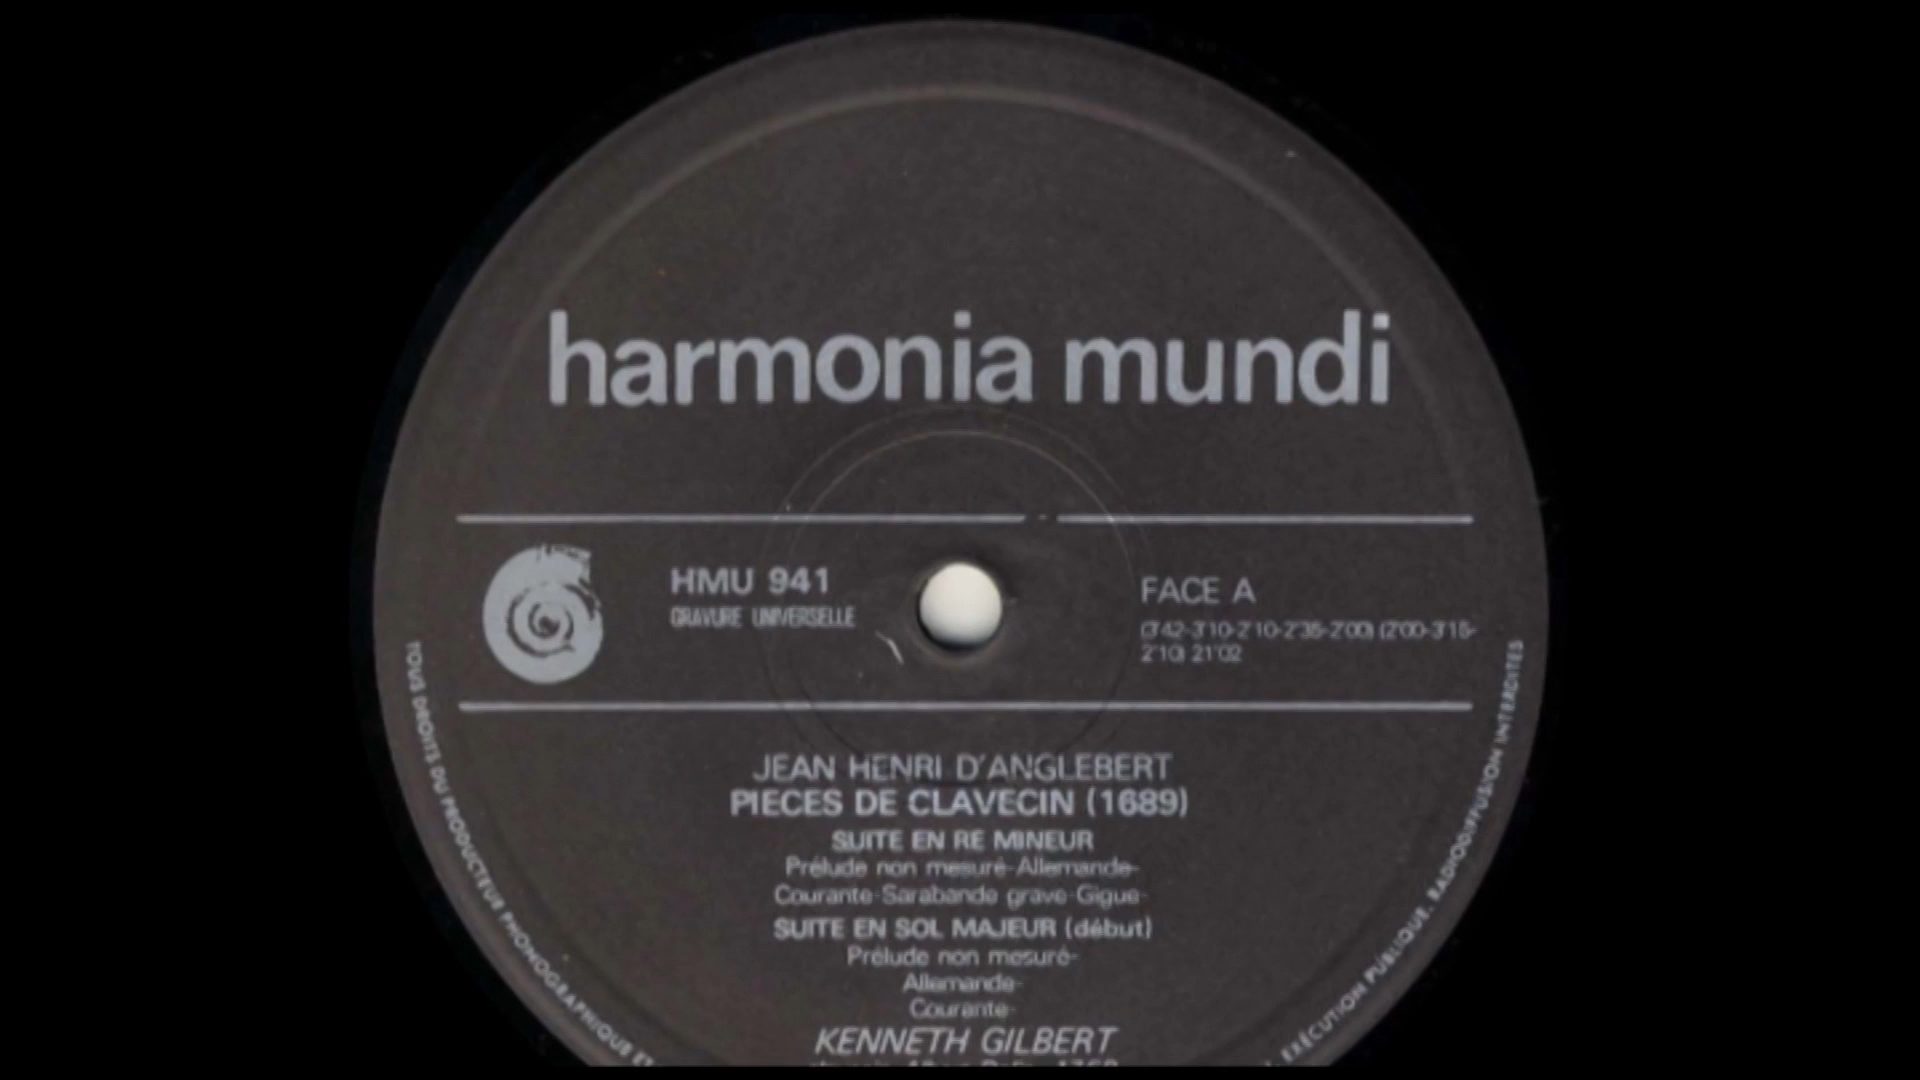 harmonia mundi
HMU 941
GRAVURE UNIVERSELLE
FACE A
(3'42-3'10-2'10-2'35-2'00) (2'00-3'15-
2'10) 21'02
JEAN HENRI D'ANGLEBERT
PIECES DE CLAVECIN (1689)
SUITE EN RE MINEUR
Prélude non mesuré-Allemande-
Courante-Sarabande grave-Gigue-
SUITE EN SOL MAJEUR (début)
Prélude non mesuré-
Allemande-
Courante-
KENNETH GILBERT
TOUS DROITS DU PRODUCTEUR PHONOGRAPHIQUE ET
EXÉCUTION PUBLIQUE, RADIODIFFUSION INTERDITES